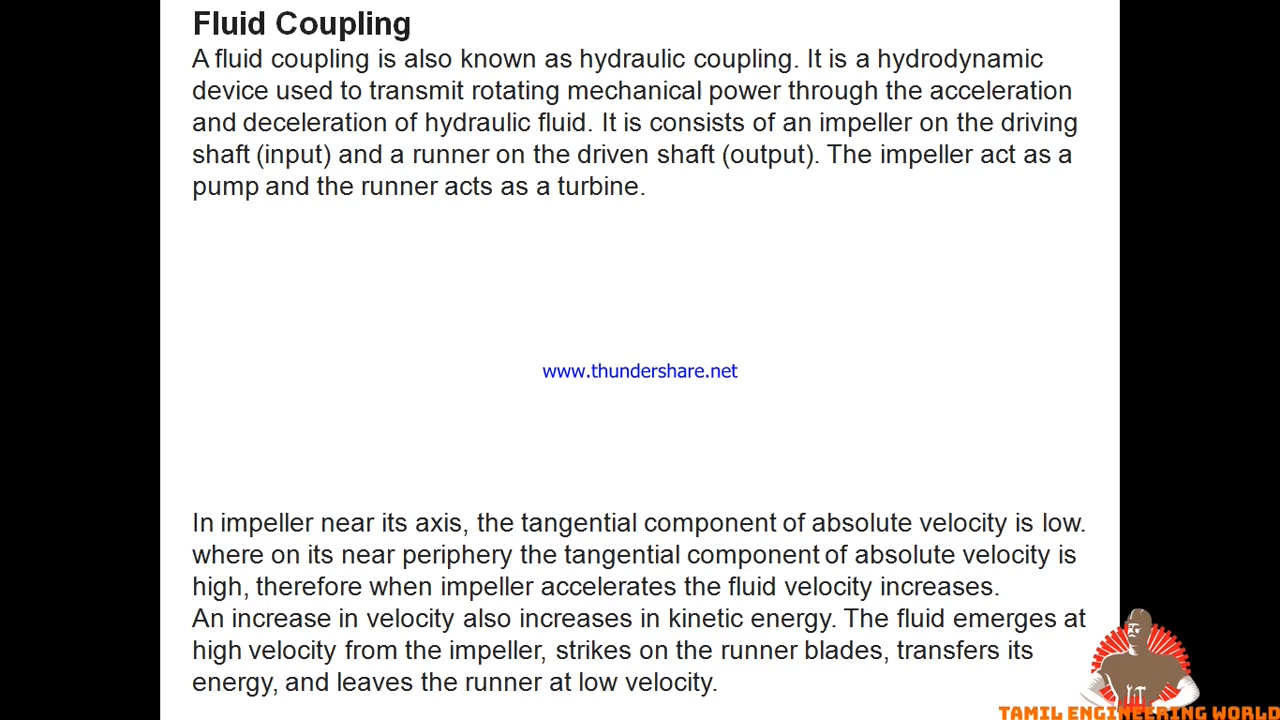 Fluid Coupling
A fluid coupling is also known as hydraulic coupling. It is a hydrodynamic
device used to transmit rotating mechanical power through the acceleration
and deceleration of hydraulic fluid. It is consists of an impeller on the driving
shaft (input) and a runner on the driven shaft (output). The impeller act as a
pump and the runner acts as a turbine.
www.thundershare.net
In impeller near its axis, the tangential component of absolute velocity is low.
where on its near periphery the tangential component of absolute velocity is
high, therefore when impeller accelerates the fluid velocity increases.
An increase in velocity also increases in kinetic energy. The fluid emerges at
high velocity from the impeller, strikes on the runner blades, transfers its
energy, and leaves the runner at low velocity.
TAMIL ENGINEERING WORLD